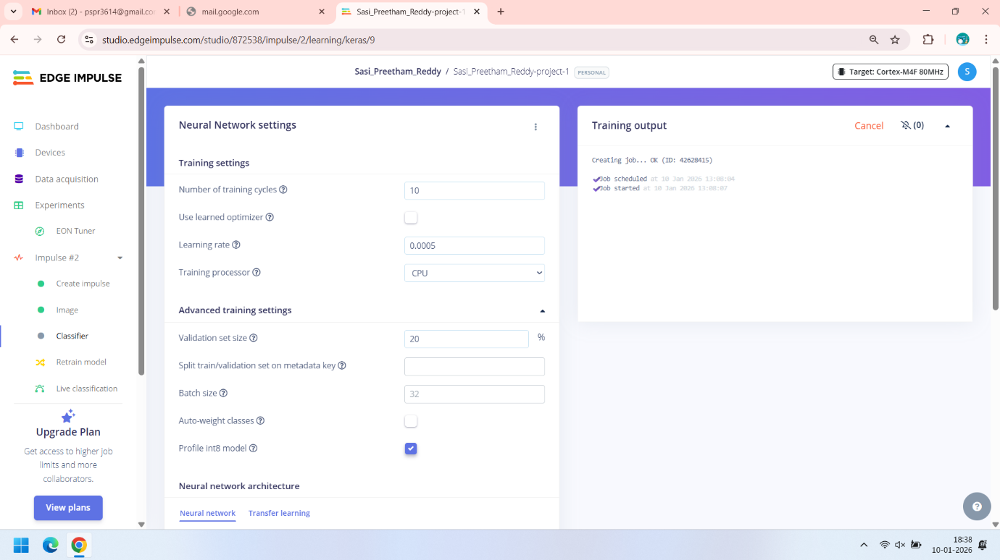 Inbox (2) - pspr3614@gmail.co
mail.google.com
Sasi_Preetham_Reddy-project-1
studio.edgeimpulse.com/studio/872538/impulse/2/learning/keras/9
EDGE IMPULSE
Dashboard
Devices
Data acquisition
Experiments
EON Tuner
Impulse #2
Create impulse
Image
Classifier
Retrain model
Live classification
Upgrade Plan
Get access to higher job
limits and more
collaborators.
View plans
Sasi_Preetham_Reddy / Sasi_Preetham_Reddy-project-1 PERSONAL
Target: Cortex-M4F 80MHz
S
Neural Network settings
Training settings
Number of training cycles ?
10
Use learned optimizer ?
Learning rate ?
0.0005
Training processor ?
CPU
Advanced training settings
Validation set size ?
20
%
Split train/validation set on metadata key ?
Batch size ?
32
Auto-weight classes ?
Profile int8 model ?
Neural network architecture
Neural network Transfer learning
Training output
Cancel
(0)
Creating job... OK (ID: 42628415)
Job scheduled at 10 Jan 2026 13:08:04
Job started at 10 Jan 2026 13:08:07
?
18:38
10-01-2026